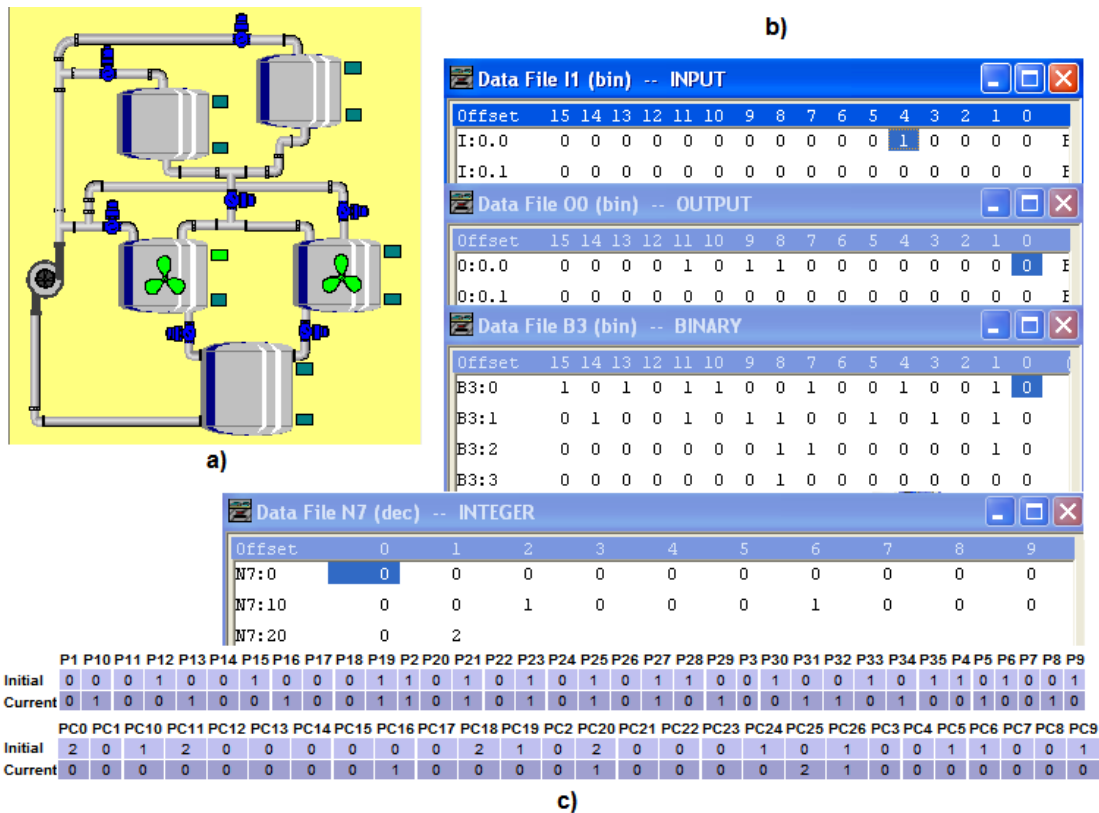 a)
b)
Data File I1 (bin) -- INPUT
Offset 15 14 13 12 11 10 9 8 7 6 5 4 3 2 1 0
I:0.0 0 0 0 0 0 0 0 0 0 0 0 1 0 0 0 0
I:0.1 0 0 0 0 0 0 0 0 0 0 0 0 0 0 0 0
Data File O0 (bin) -- OUTPUT
Offset 15 14 13 12 11 10 9 8 7 6 5 4 3 2 1 0
O:0.0 0 0 0 0 1 0 1 1 0 0 0 0 0 0 0 0
O:0.1 0 0 0 0 0 0 0 0 0 0 0 0 0 0 0 0
Data File B3 (bin) -- BINARY
Offset 15 14 13 12 11 10 9 8 7 6 5 4 3 2 1 0
B3:0 1 0 1 0 1 1 0 0 1 0 0 1 0 0 1 0
B3:1 0 1 0 0 1 0 1 1 0 0 1 0 1 0 1 0
B3:2 0 0 0 0 0 0 0 1 1 0 0 0 0 0 1 0
B3:3 0 0 0 0 0 0 0 1 0 0 0 0 0 0 0 0
Data File N7 (dec) -- INTEGER
Offset 0 1 2 3 4 5 6 7 8 9
N7:0 0 0 0 0 0 0 0 0 0 0
N7:10 0 0 1 0 0 0 1 0 0 0
N7:20 0 2
P1 P10 P11 P12 P13 P14 P15 P16 P17 P18 P19 P2 P20 P21 P22 P23 P24 P25 P26 P27 P28 P29 P3 P30 P31 P32 P33 P34 P35 P4 P5 P6 P7 P8 P9
Initial 0 0 0 1 0 0 1 0 0 0 1 1 0 1 0 1 0 1 0 1 1 0 0 1 0 0 1 0 1 1 0 1 0 0 1
Current 0 1 0 0 1 0 0 1 0 0 1 1 1 1 0 1 0 1 0 1 0 1 0 0 1 1 0 1 0 0 1 0 0 1 0
PC0 PC1 PC10 PC11 PC12 PC13 PC14 PC15 PC16 PC17 PC18 PC19 PC2 PC20 PC21 PC22 PC23 PC24 PC25 PC26 PC3 PC4 PC5 PC6 PC7 PC8 PC9
Initial 2 0 1 2 0 0 0 0 0 0 2 1 0 2 0 0 0 1 0 1 0 0 1 1 0 0 1
Current 0 0 0 0 0 0 0 0 1 0 0 0 0 1 0 0 0 0 2 1 0 0 0 0 0 0 0
c)